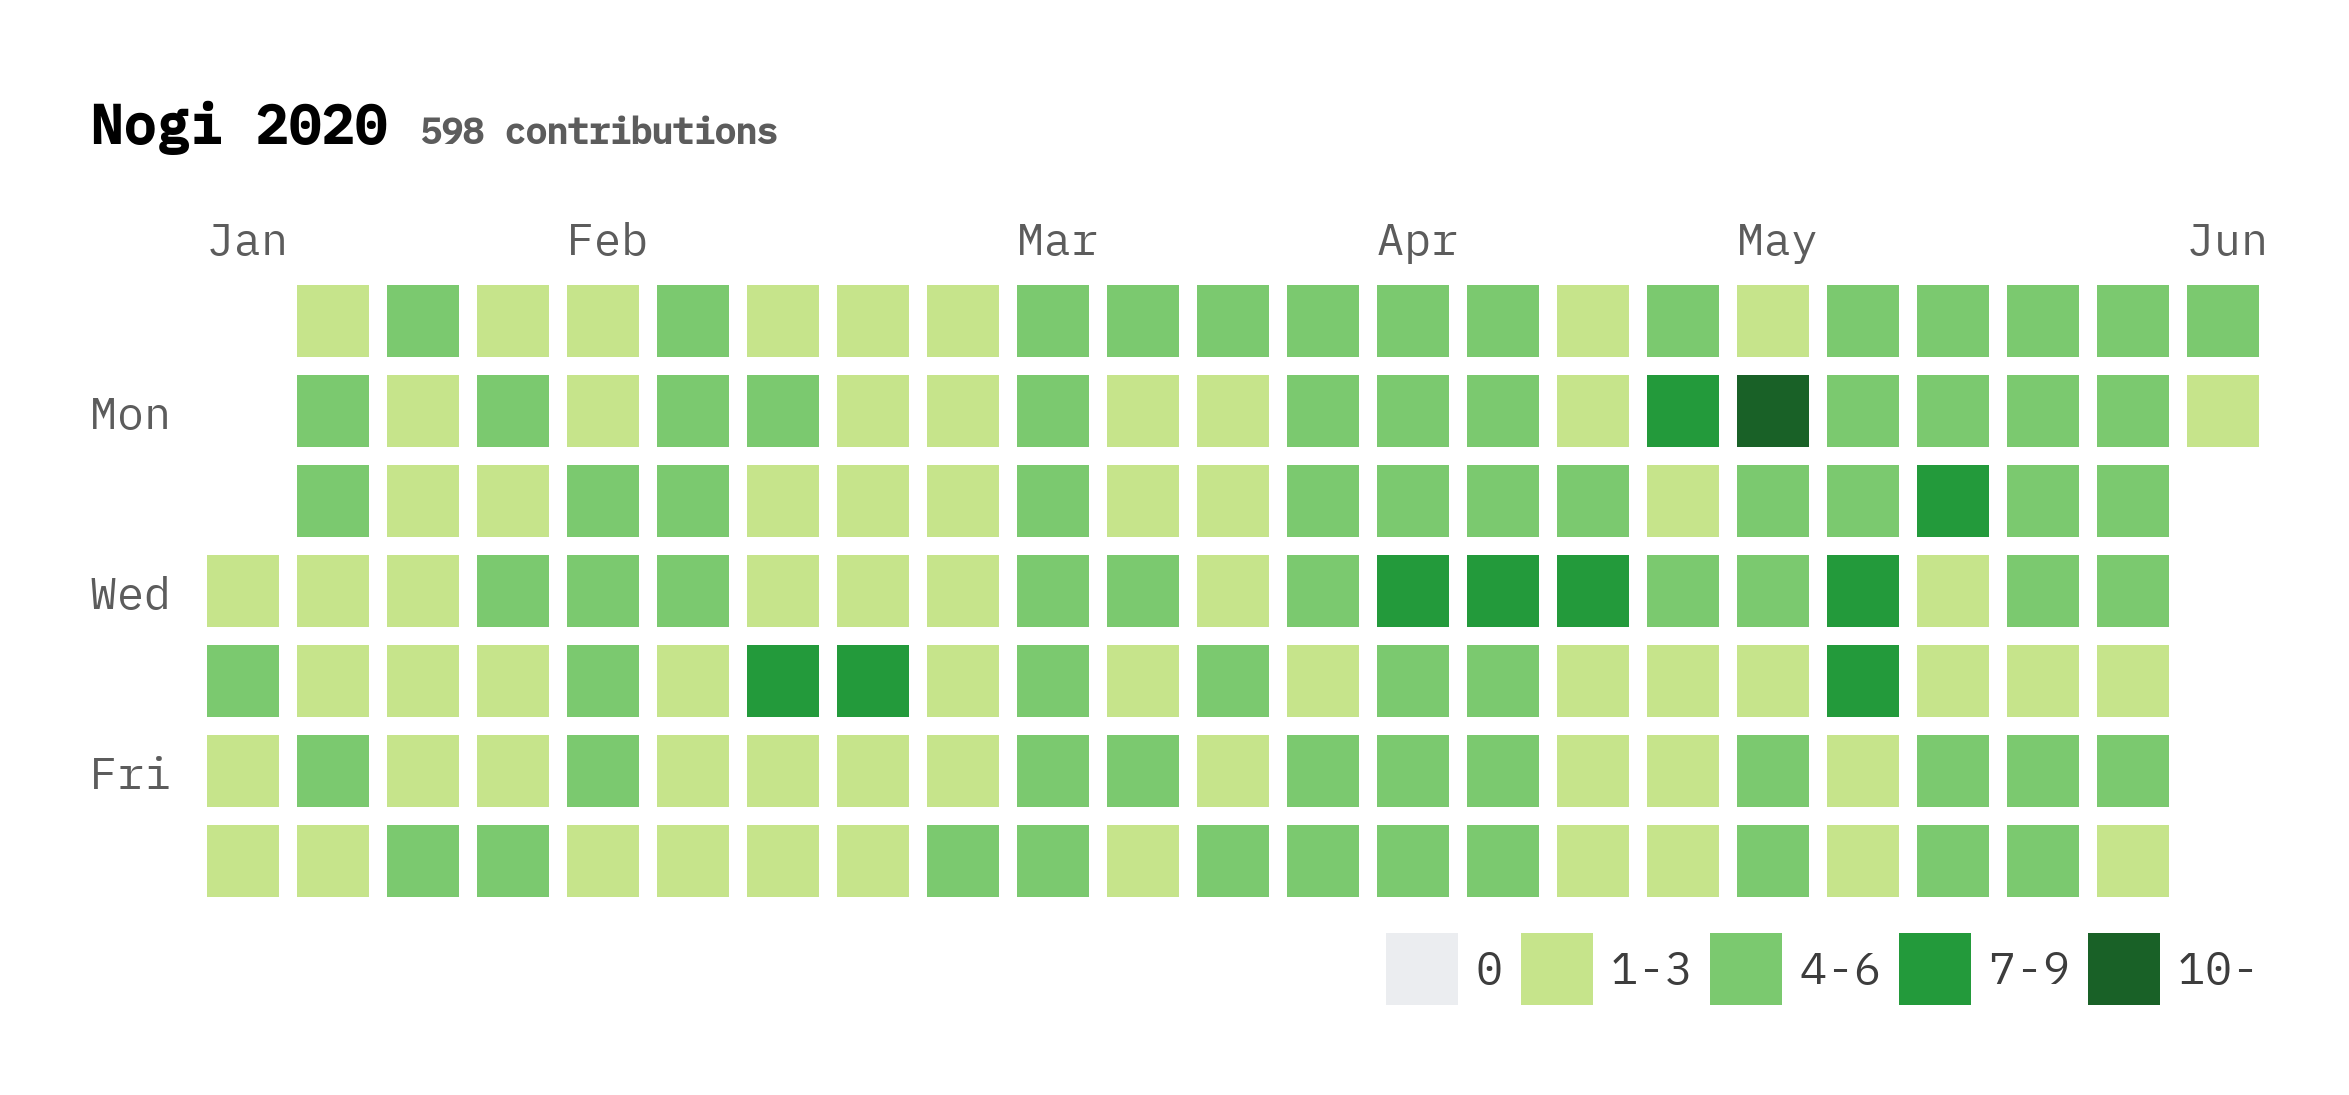 Nogi 2020 598 contributions
Jan Feb Mar Apr May Jun
Mon
Wed
Fri
0 1-3 4-6 7-9 10-